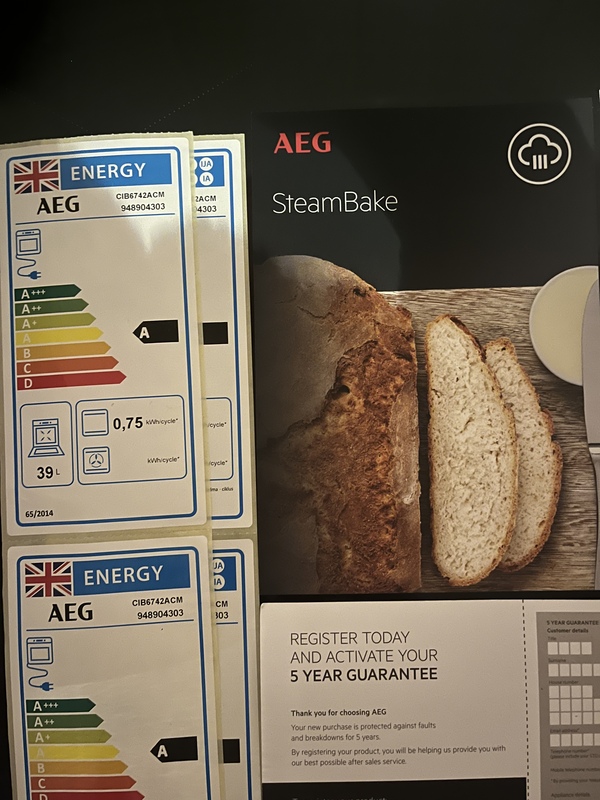 ENERGY
AEG
CIB6742ACM
948904303
A+++
A++
A+
A
B
C
D
A
0,75 kWh/cycle*
kWh/cycle*
39 L
65/2014
UA
IA
2ACM
4303
/cycle*
/cycle*
ciklus
ENERGY
AEG
CIB6742ACM
948904303
A+++
A++
A+
A
B
C
D
A
UA
IA
ACM
303
AEG
SteamBake
REGISTER TODAY
AND ACTIVATE YOUR
5 YEAR GUARANTEE
Thank you for choosing AEG
Your new purchase is protected against faults
and breakdowns for 5 years.
By registering your product, you will be helping us provide you with
our best possible after sales service.
5 YEAR GUARANTEE
Customer details
Title
Surname